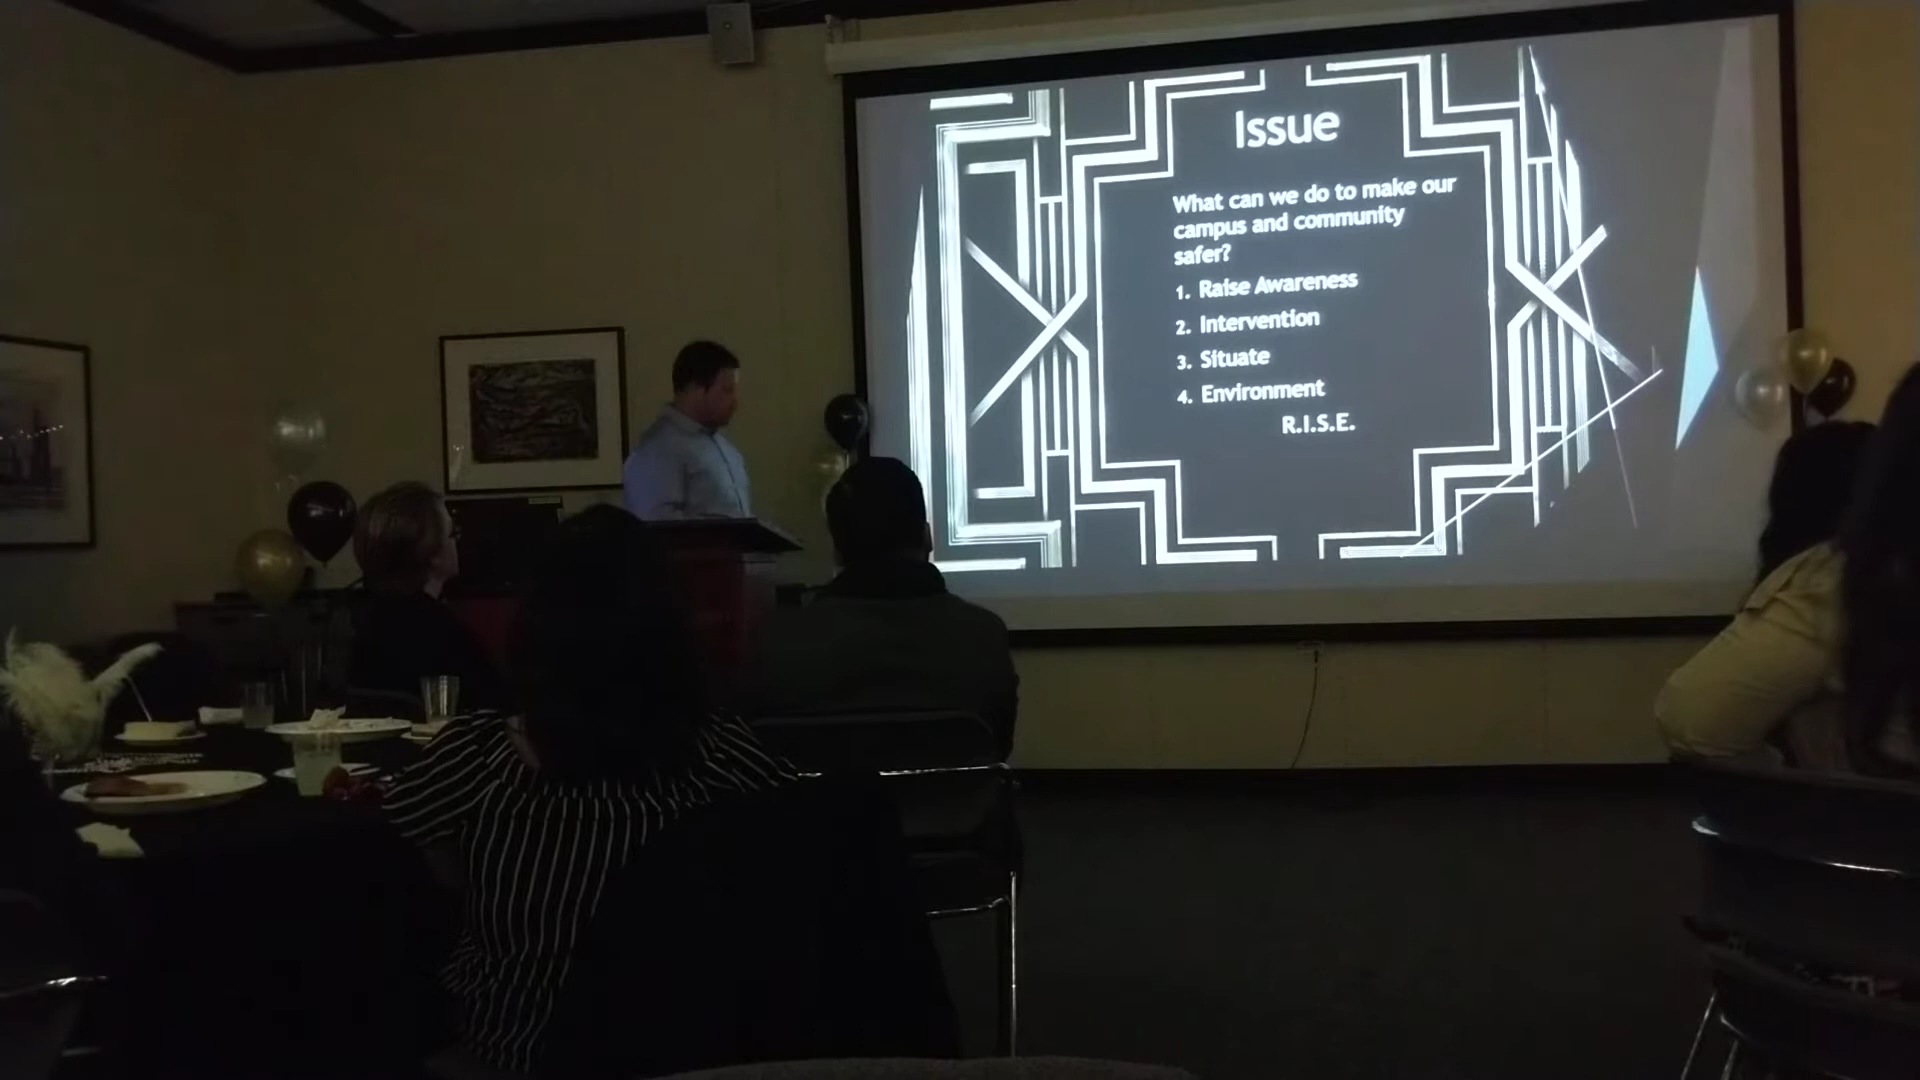 Issue
What can we do to make our
campus and community
safer?
1. Raise Awareness
2. Intervention
3. Situate
4. Environment
R.I.S.E.